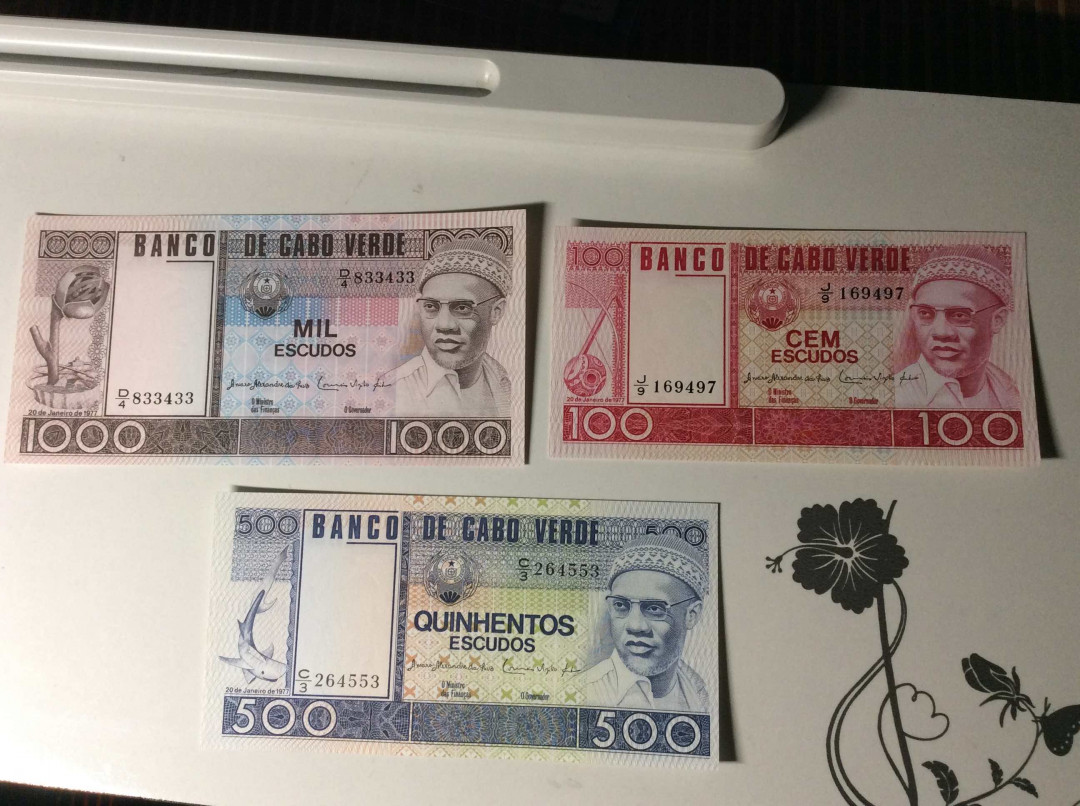 1000 BANCO DE CABO VERDE 1000
D/4 833433
MIL
ESCUDOS
D/4 833433
O Ministro das Finanças
O Governador
20 de Janeiro de 1977
1000 1000
100 BANCO DE CABO VERDE 100
J/9 169497
CEM
ESCUDOS
J/9 169497
O Ministro das Finanças
O Governador
20 de Janeiro de 1977
100 100
500 BANCO DE CABO VERDE 500
C/3 264553
QUINHENTOS
ESCUDOS
C/3 264553
O Ministro das Finanças
O Governador
20 de Janeiro de 1977
500 500